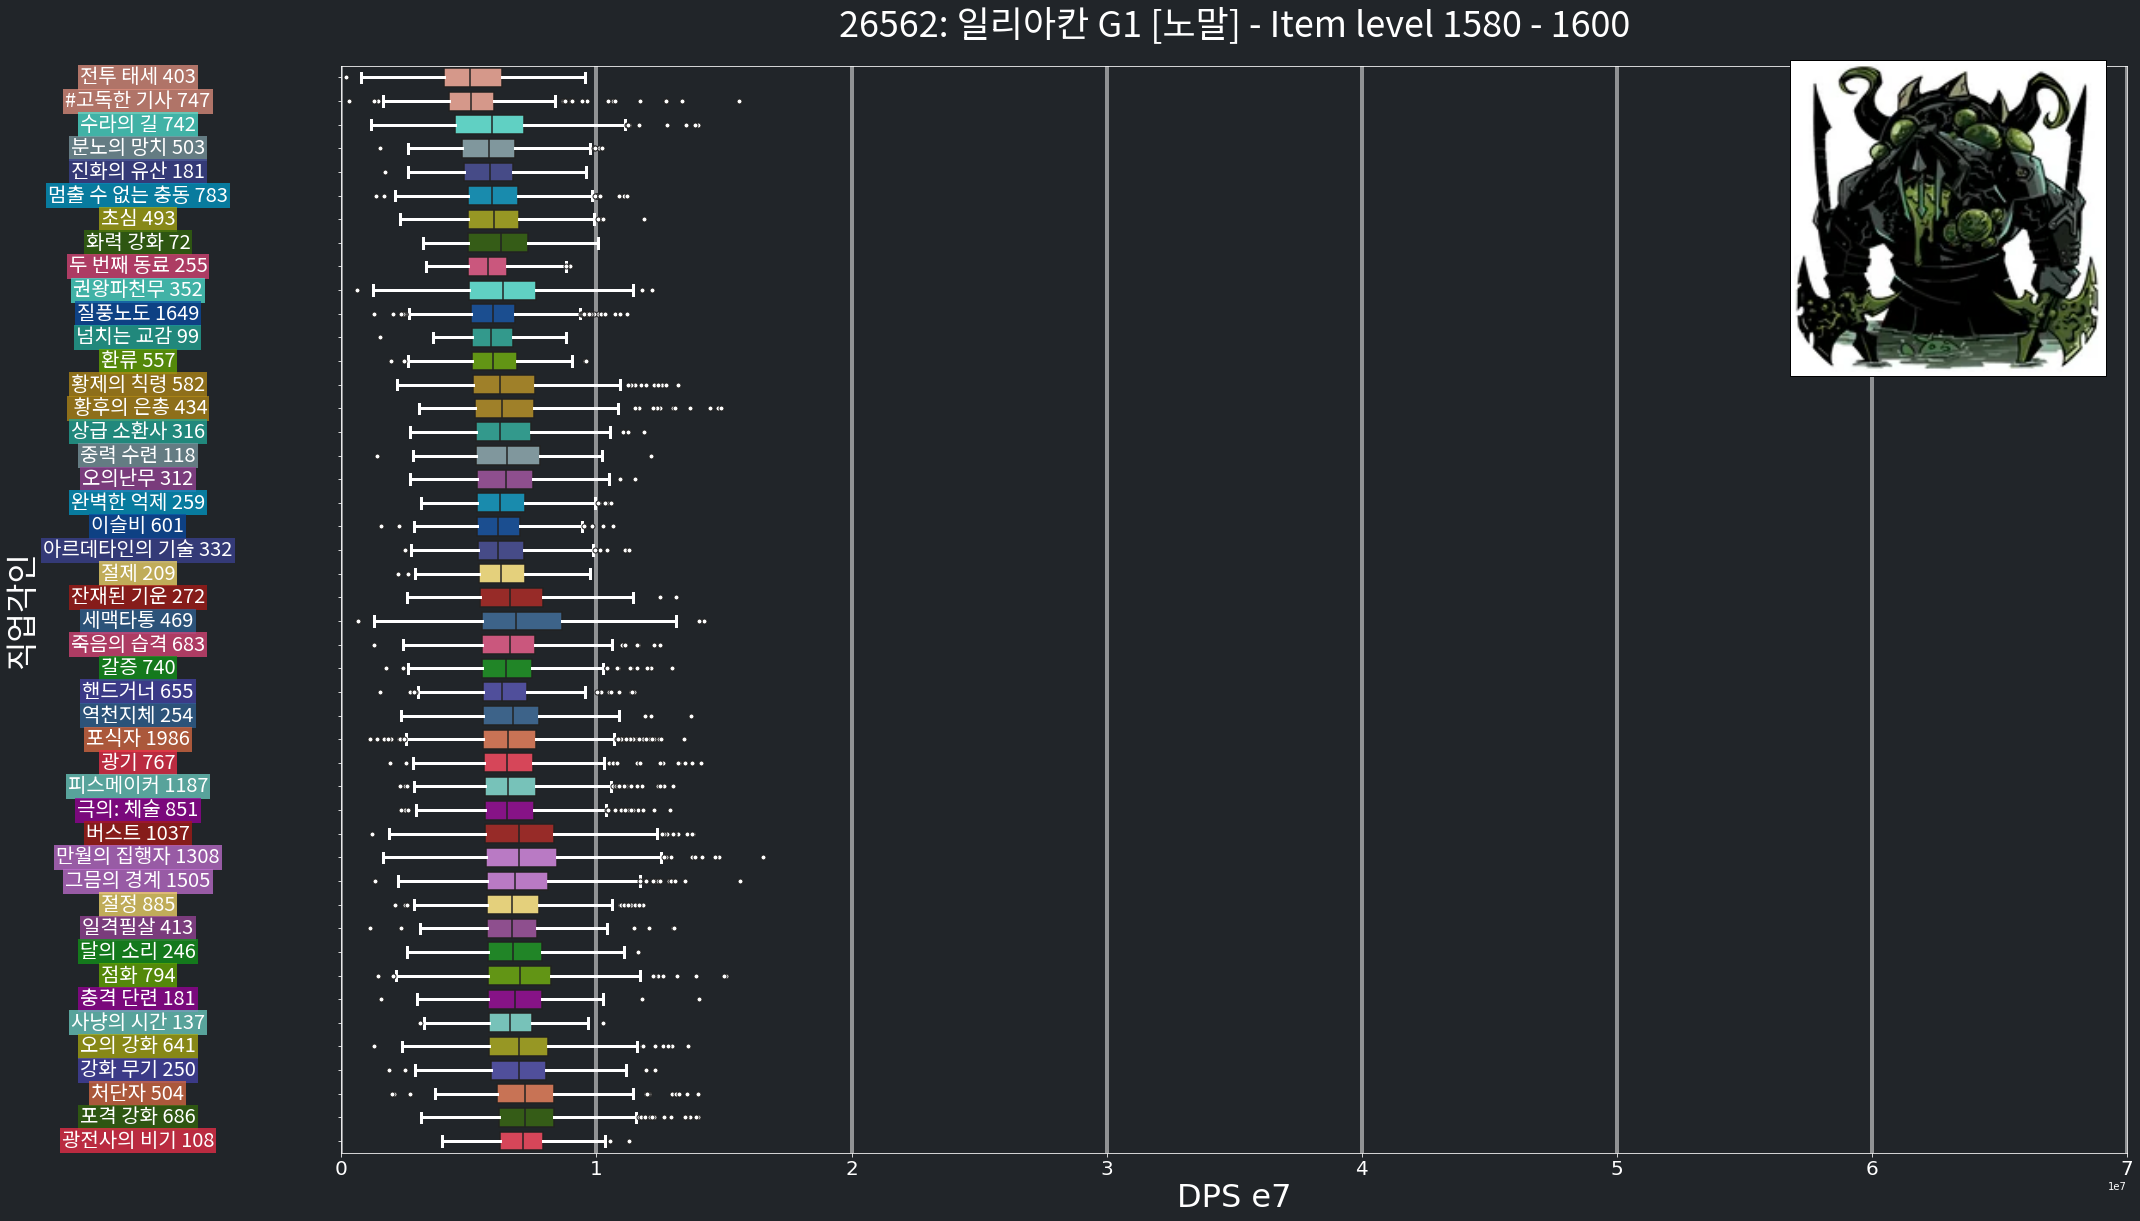 26562: 일리아칸 G1 [노말] - Item level 1580 - 1600
전투 태세 403
#고독한 기사 747
수라의 길 742
분노의 망치 503
진화의 유산 181
멈출 수 없는 충동 783
초심 493
화력 강화 72
두 번째 동료 255
권왕파천무 352
질풍노도 1649
넘치는 교감 99
환류 557
황제의 칙령 582
황후의 은총 434
상급 소환사 316
중력 수련 118
오의난무 312
완벽한 억제 259
이슬비 601
아르데타인의 기술 332
절제 209
잔재된 기운 272
세맥타통 469
죽음의 습격 683
갈증 740
핸드거너 655
역천지체 254
포식자 1986
광기 767
피스메이커 1187
극의: 체술 851
버스트 1037
만월의 집행자 1308
그믐의 경계 1505
절정 885
일격필살 413
달의 소리 246
점화 794
충격 단련 181
사냥의 시간 137
오의 강화 641
강화 무기 250
처단자 504
포격 강화 686
광전사의 비기 108
직업각인
0 1 2 3 4 5 6 7
1e7
DPS e7